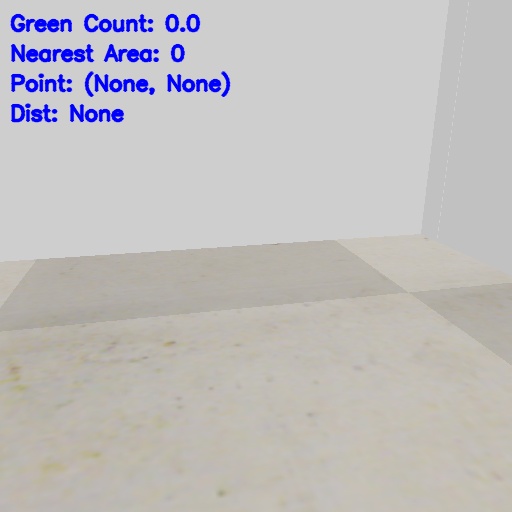 Green Count: 0.0
Nearest Area: 0
Point: (None, None)
Dist: None